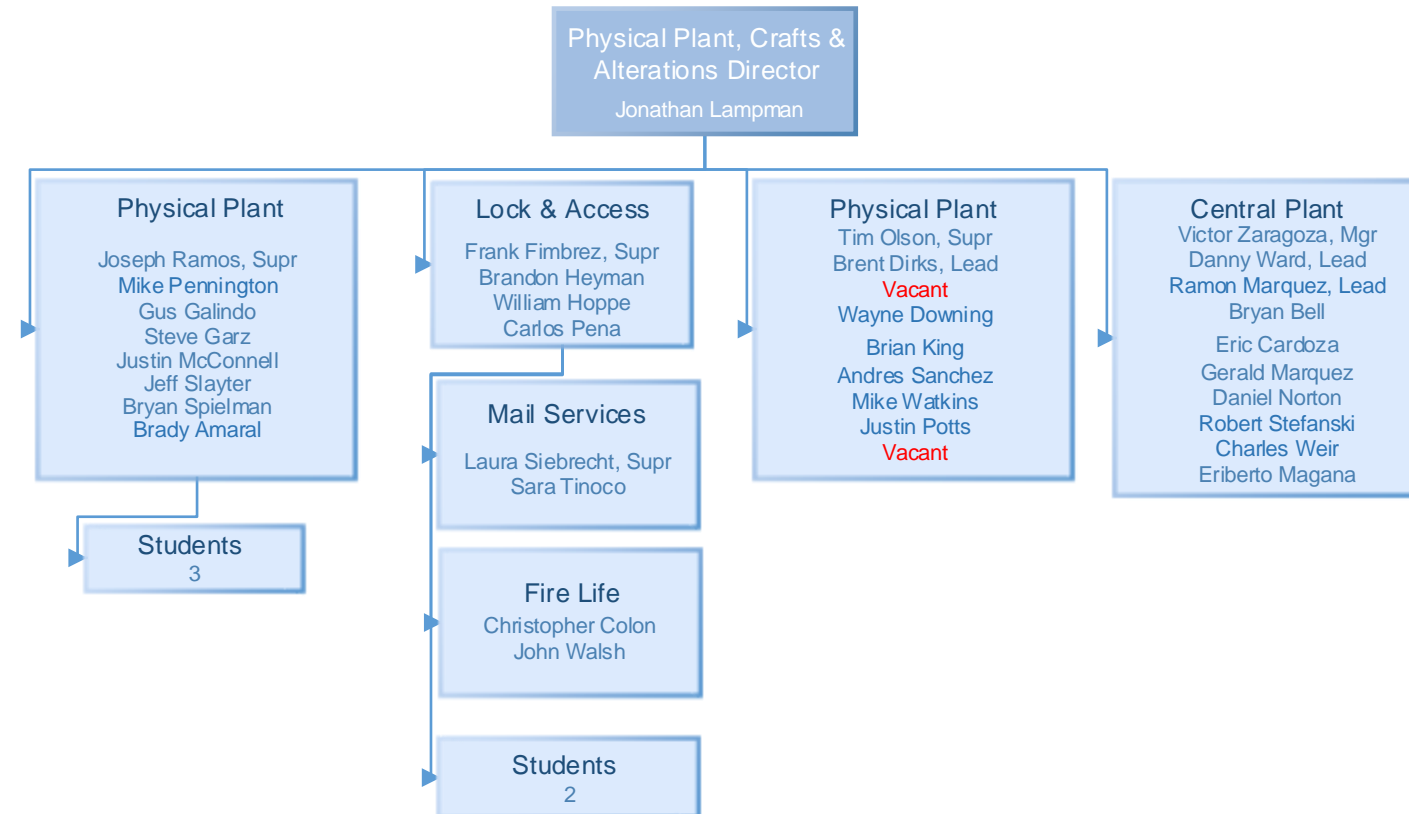 Physical Plant, Crafts &
Alterations Director
Jonathan Lampman
Physical Plant
Joseph Ramos, Supr
Mike Pennington
Gus Galindo
Steve Garz
Justin McConnell
Jeff Slayter
Bryan Spielman
Brady Amaral
Students
3
Lock & Access
Frank Fimbrez, Supr
Brandon Heyman
William Hoppe
Carlos Pena
Mail Services
Laura Siebrecht, Supr
Sara Tinoco
Fire Life
Christopher Colon
John Walsh
Students
2
Physical Plant
Tim Olson, Supr
Brent Dirks, Lead
Vacant
Wayne Downing
Brian King
Andres Sanchez
Mike Watkins
Justin Potts
Vacant
Central Plant
Victor Zaragoza, Mgr
Danny Ward, Lead
Ramon Marquez, Lead
Bryan Bell
Eric Cardoza
Gerald Marquez
Daniel Norton
Robert Stefanski
Charles Weir
Eriberto Magana